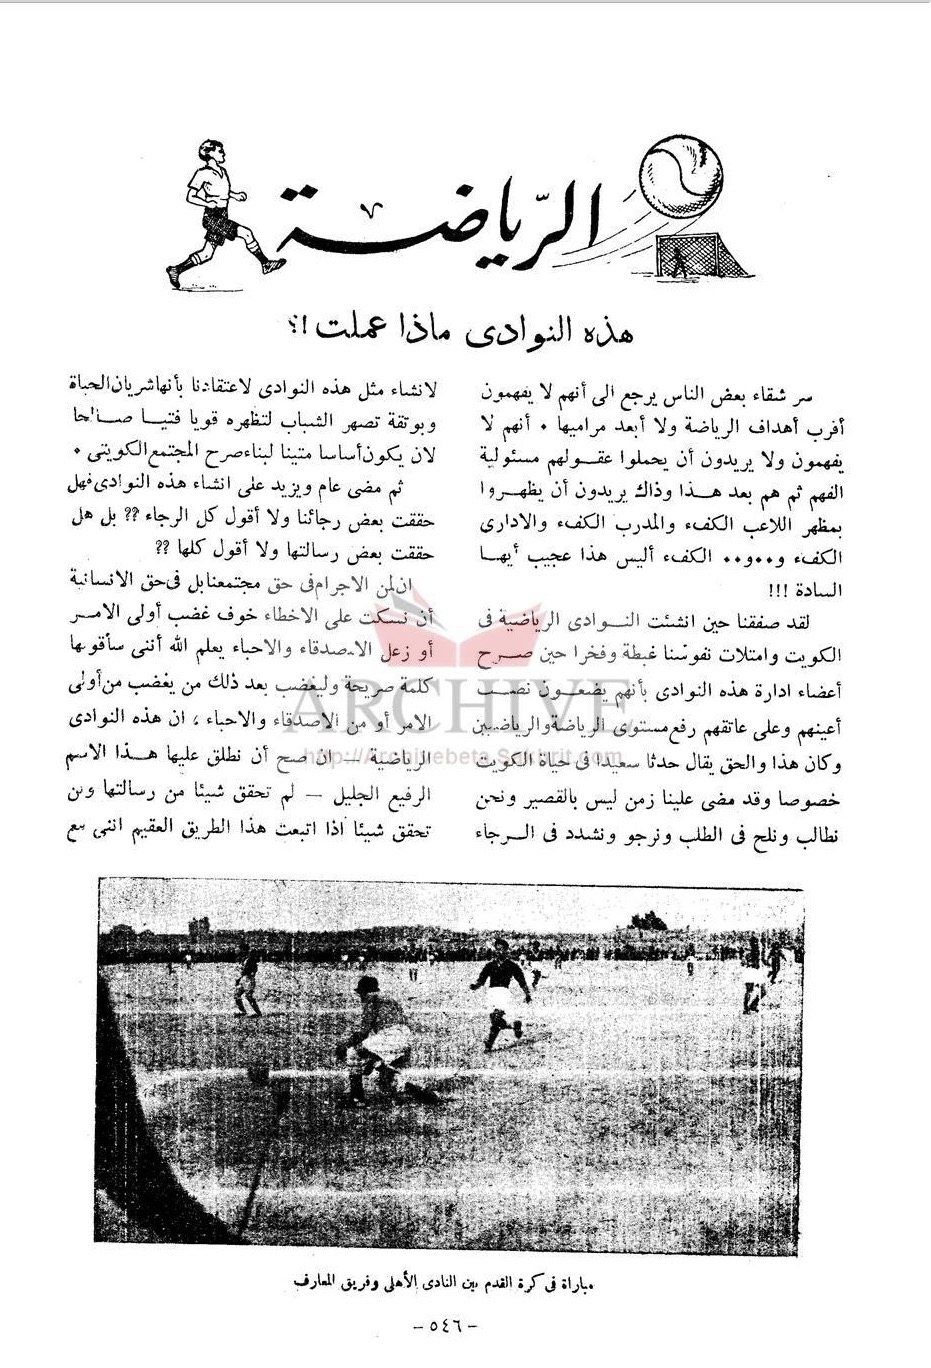 الرّياضة
هذه النوادى ماذا عملت ؟!
سر شقاء بعض الناس يرجع الى أنهم لا يفهمون
أقرب أهداف الرياضة ولا أبعد مراميها ٠ أنهم لا
يفهمون ولا يريدون أن يحملوا عقولهم مسئولية
الفهم ثم هم بعد هذا وذاك يريدون أن يظهروا
بمظهر اللاعب الكفء والمدرب الكفء والادارى
الكفء و٠٠و٠٠ الكفء أليس هذا عجيب أيها
السادة !!!
لقد صفقنا حين انشئت النوادى الرياضية فى
الكويت وامتلات نفوسنا غبطة وفخرا حين صرح
أعضاء ادارة هذه النوادى بأنهم يضعون نصب
أعينهم وعلى عاتقهم رفع مستوى الرياضة والرياضيين
وكان هذا والحق يقال حدثا سعيدا فى حياة الكويت
خصوصا وقد مضى علينا زمن ليس بالقصير ونحن
نطالب ونلح فى الطلب ونرجو ونشدد فى الرجاء
لانشاء مثل هذه النوادى لاعتقادنا بأنها شريان الحياة
وبوتقة تصهر الشباب لتظهره قويا فتيا صالحا
لان يكون أساسا متينا لبناء صرح المجتمع الكويتى ٠
ثم مضى عام ويزيد على انشاء هذه النوادى فهل
حققت بعض رجائنا ولا أقول كل الرجاء ؟؟ بل هل
حققت بعض رسالتها ولا أقول كلها ؟؟
ان لمن الاجرام فى حق مجتمعنا بل فى حق الانسانية
أن نسكت على الاخطاء خوف غضب أولى الامر
أو زعل الاصدقاء والاحباء يعلم الله أننى سأقولها
كلمة صريحة وليغضب بعد ذلك من يغضب من أولى
الامر أو من الاصدقاء والاحباء ، ان هذه النوادى
الرياضية — ان صح أن نطلق عليها هذا الاسم
الرفيع الجليل — لم تحقق شيئا من رسالتها ولن
تحقق شيئا اذا اتبعت هذا الطريق العقيم اننى مع
ARCHIVE
http://Archivebeta.Sakhrit.com
مباراة فى كرة القدم بين النادى الأهلى وفريق المعارف
– ٥٤٦ –